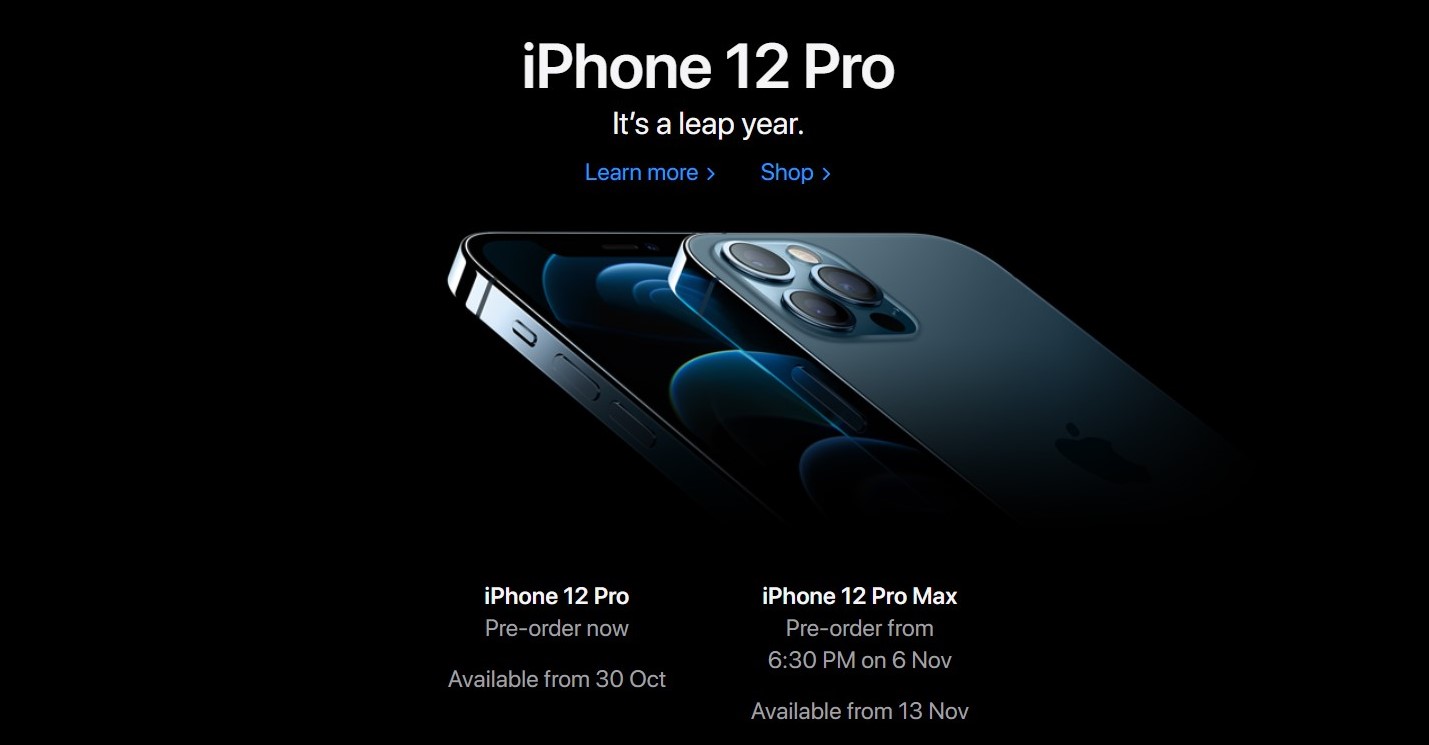 iPhone 12 Pro
It’s a leap year.
Learn more >
Shop >
iPhone 12 Pro
Pre-order now
Available from 30 Oct
iPhone 12 Pro Max
Pre-order from
6:30 PM on 6 Nov
Available from 13 Nov